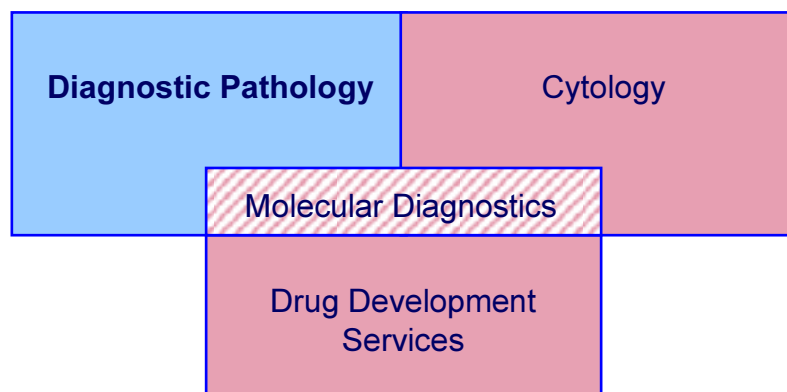 Diagnostic Pathology
Cytology
Molecular Diagnostics
Drug Development
Services